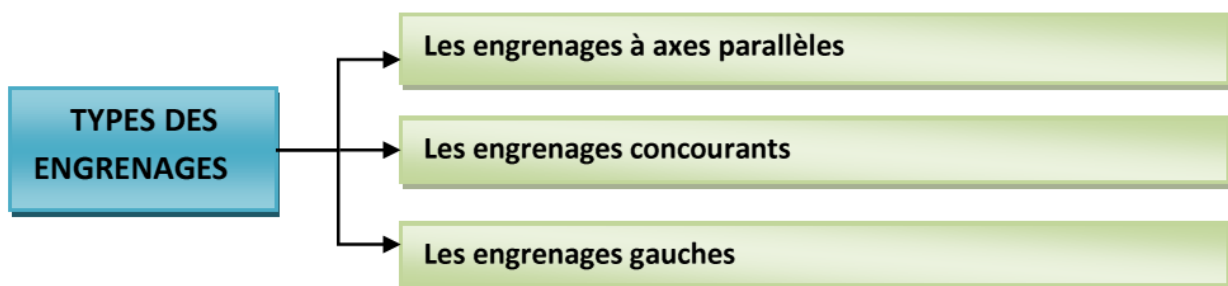 TYPES DES
ENGRENAGES
Les engrenages à axes parallèles
Les engrenages concourants
Les engrenages gauches